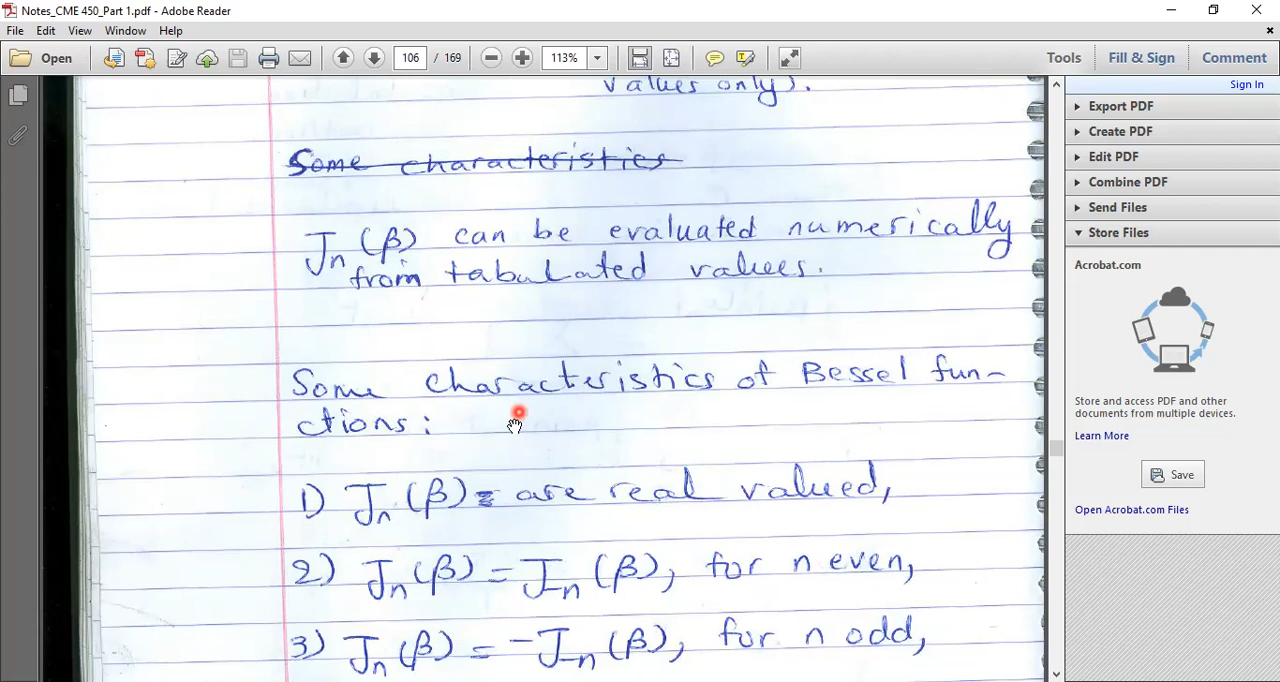 Notes_CME 450_Part 1.pdf - Adobe Reader
File Edit View Window Help
Open 106 / 169 113% Tools Fill & Sign Comment
Sign In
Export PDF
Create PDF
Edit PDF
Combine PDF
Send Files
Store Files
Acrobat.com
Store and access PDF and other
documents from multiple devices.
Learn More
Save
Open Acrobat.com Files
values only).
Some characteristics
Jn (β) can be evaluated numerically
from tabulated values.
Some characteristics of Bessel fun-
ctions:
1) Jn (β) are real valued,
2) Jn (β) = J-n (β), for n even,
3) Jn (β) = -J-n (β), for n odd,